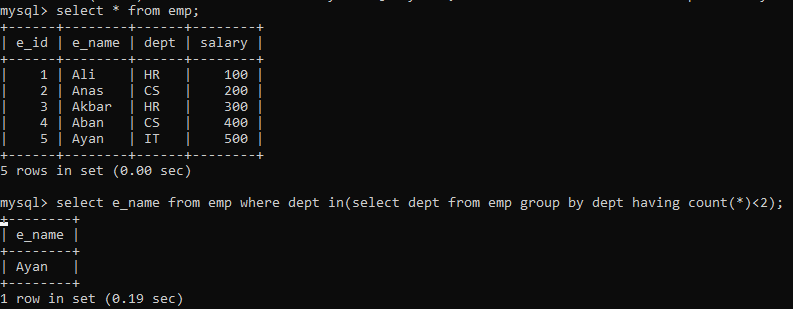 mysql> select * from emp;
+------+--------+------+--------+
| e_id | e_name | dept | salary |
+------+--------+------+--------+
|    1 | Ali    | HR   |    100 |
|    2 | Anas   | CS   |    200 |
|    3 | Akbar  | HR   |    300 |
|    4 | Aban   | CS   |    400 |
|    5 | Ayan   | IT   |    500 |
+------+--------+------+--------+
5 rows in set (0.00 sec)

mysql> select e_name from emp where dept in(select dept from emp group by dept having count(*)<2);
+--------+
| e_name |
+--------+
| Ayan   |
+--------+
1 row in set (0.19 sec)